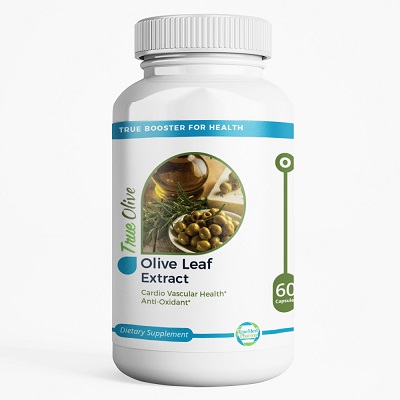 TRUE BOOSTER FOR HEALTH
True Olive
O
Olive Leaf
Extract
Cardio Vascular Health*
Anti-Oxidant*
60
Capsules
Dietary Supplement